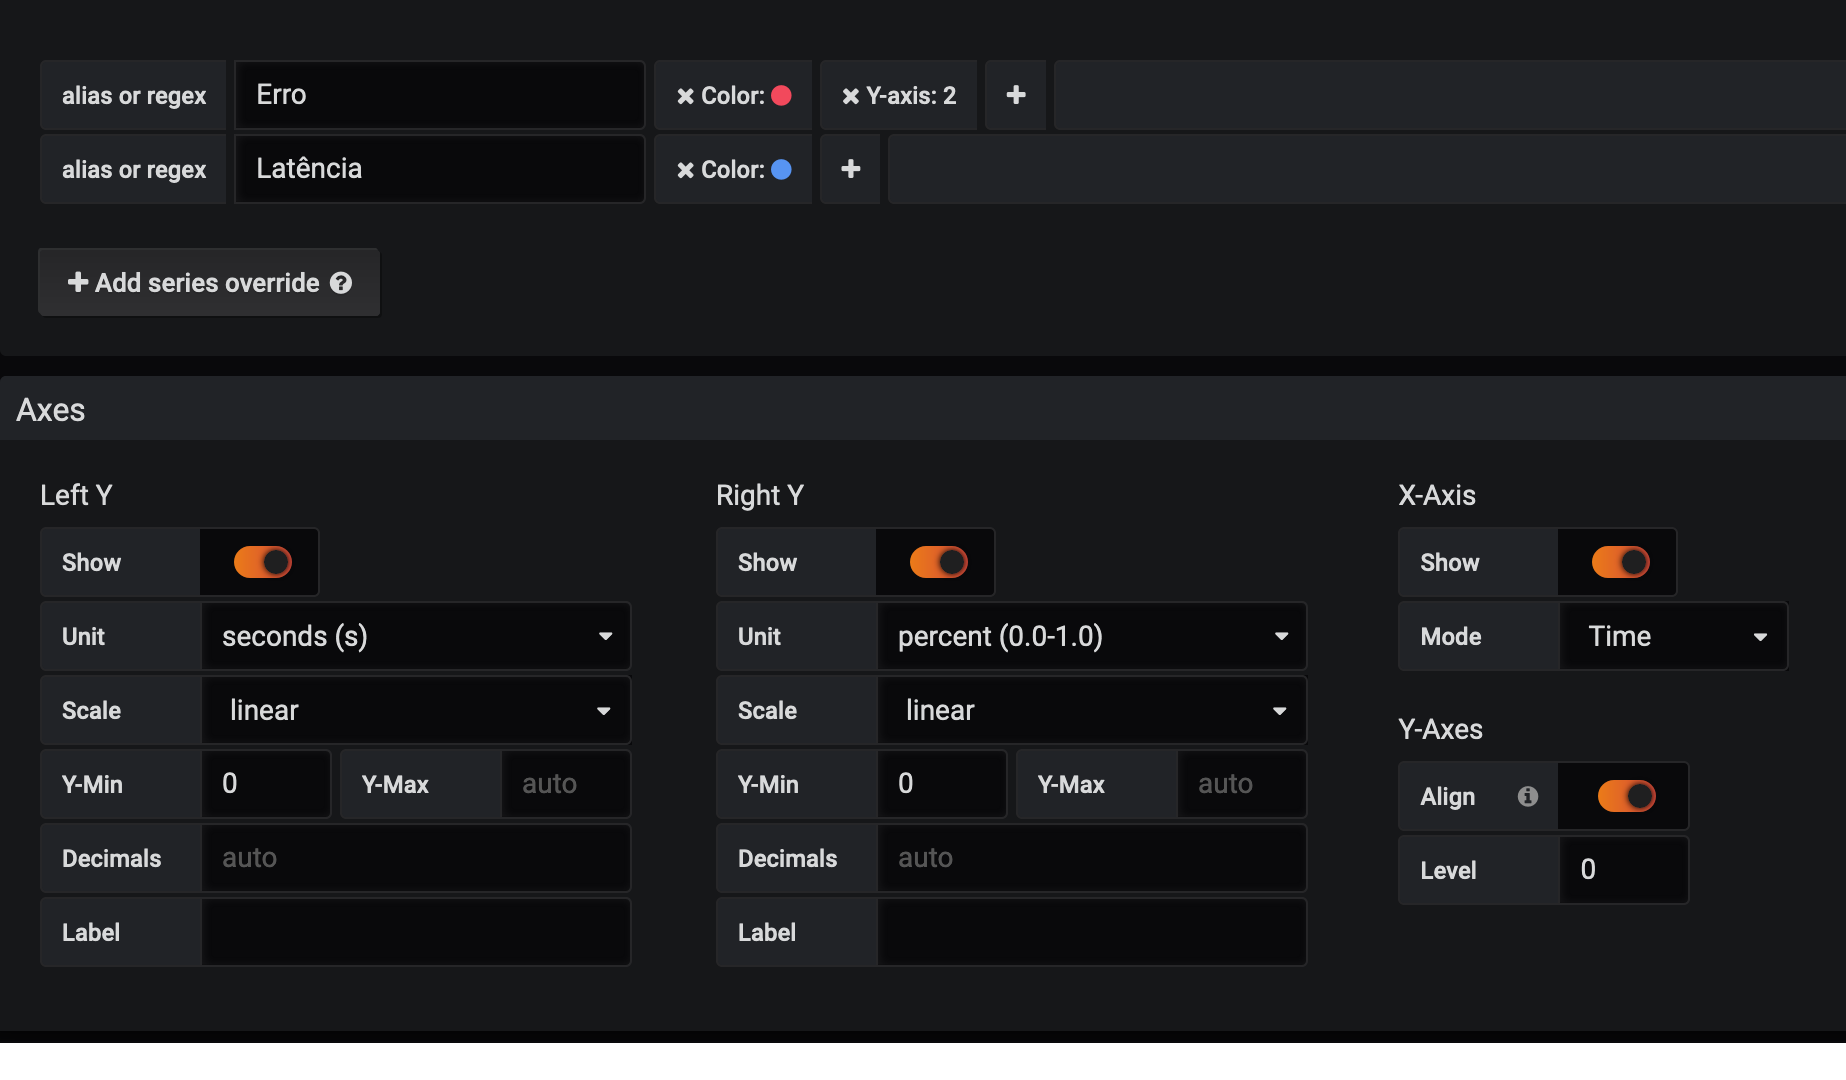 alias or regex Erro Color: Y-axis: 2
alias or regex Latência Color:
Add series override
Axes
Left Y
Show
Unit seconds (s)
Scale linear
Y-Min 0 Y-Max auto
Decimals auto
Label
Right Y
Show
Unit percent (0.0-1.0)
Scale linear
Y-Min 0 Y-Max auto
Decimals auto
Label
X-Axis
Show
Mode Time
Y-Axes
Align
Level 0